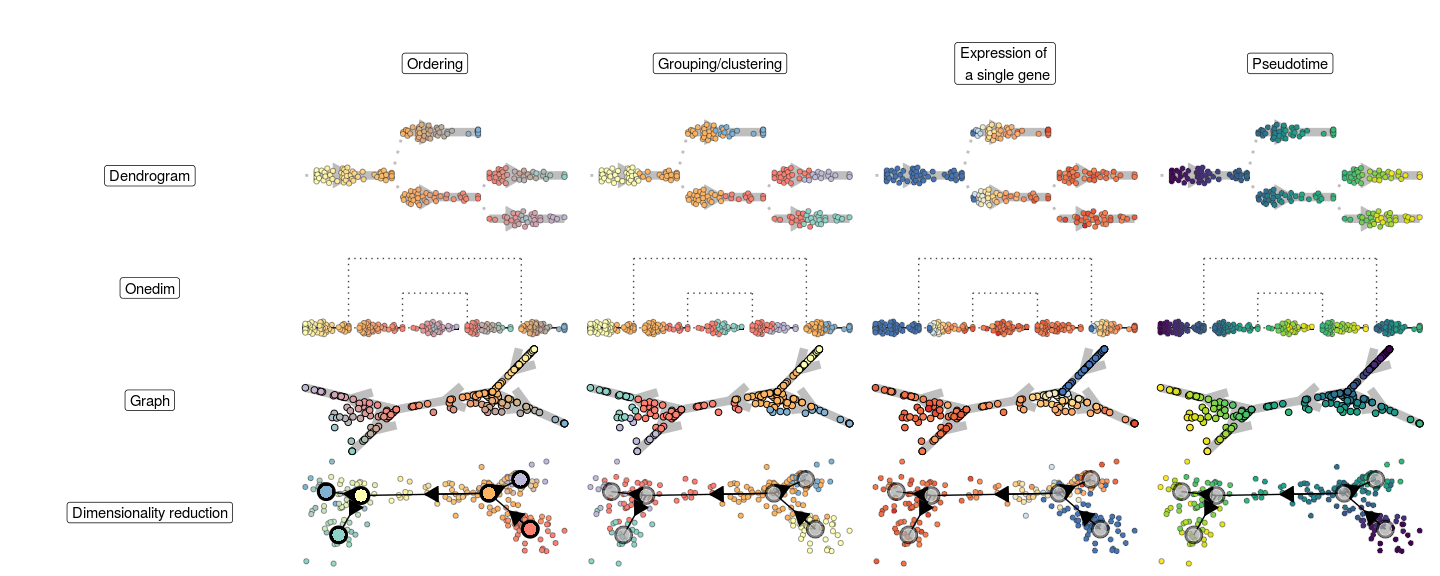 Ordering
Grouping/clustering
Expression of
a single gene
Pseudotime
Dendrogram
Onedim
Graph
Dimensionality reduction